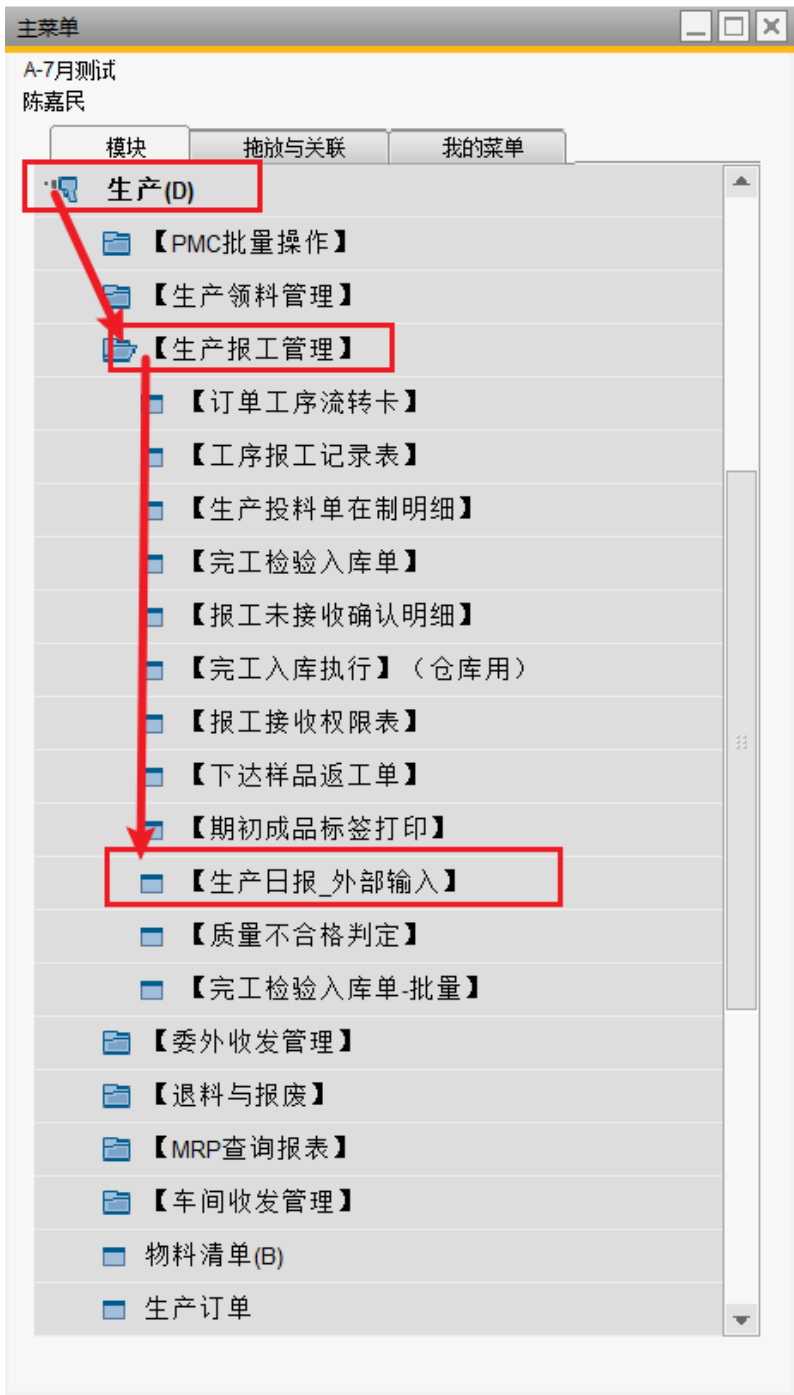 主菜单
A-7月测试
陈嘉民
模块 拖放与关联 我的菜单
生产(D)
【PMC批量操作】
【生产领料管理】
【生产报工管理】
【订单工序流转卡】
【工序报工记录表】
【生产投料单在制明细】
【完工检验入库单】
【报工未接收确认明细】
【完工入库执行】（仓库用）
【报工接收权限表】
【下达样品返工单】
【期初成品标签打印】
【生产日报_外部输入】
【质量不合格判定】
【完工检验入库单-批量】
【委外收发管理】
【退料与报废】
【MRP查询报表】
【车间收发管理】
物料清单(B)
生产订单